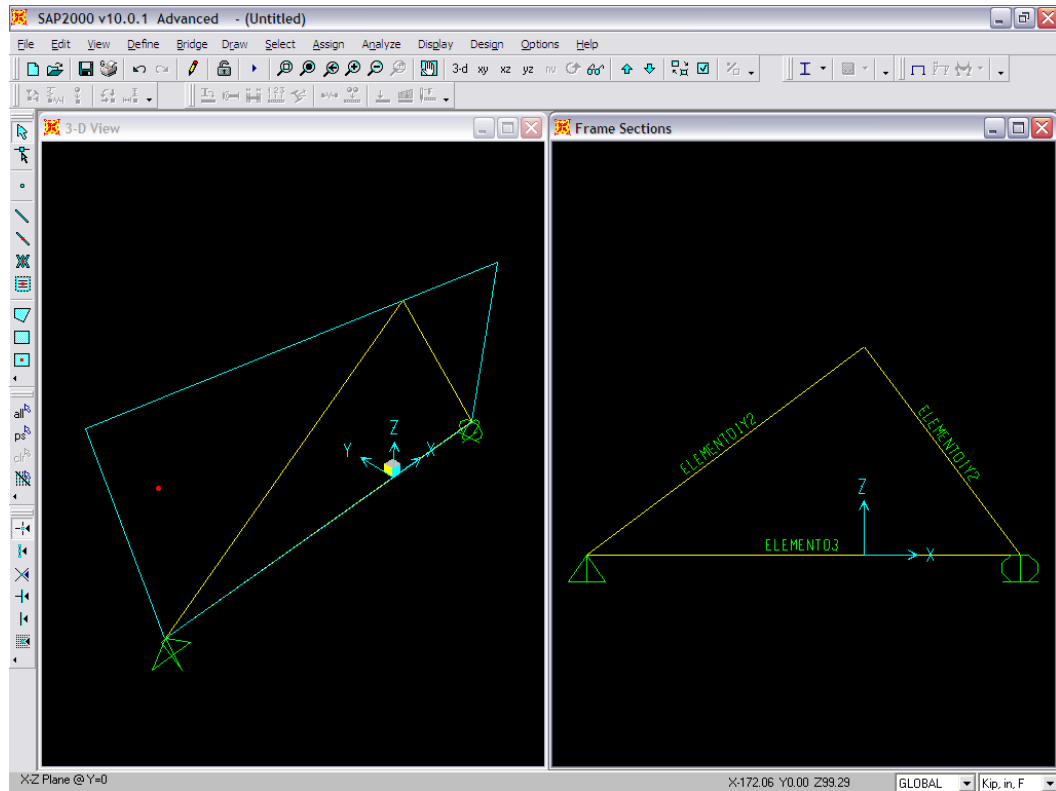 SAP2000 v10.0.1 Advanced - (Untitled)
File Edit View Define Bridge Draw Select Assign Analyze Display Design Options Help
3-d xy xz yz nv
3-D View
Z
Y
X
all
ps
clr
Frame Sections
ELEMENTO1Y2
ELEMENTO1Y2
Z
ELEMENTO3
X
X-Z Plane @ Y=0
X-172.06 Y0.00 Z99.29
GLOBAL
Kip, in, F